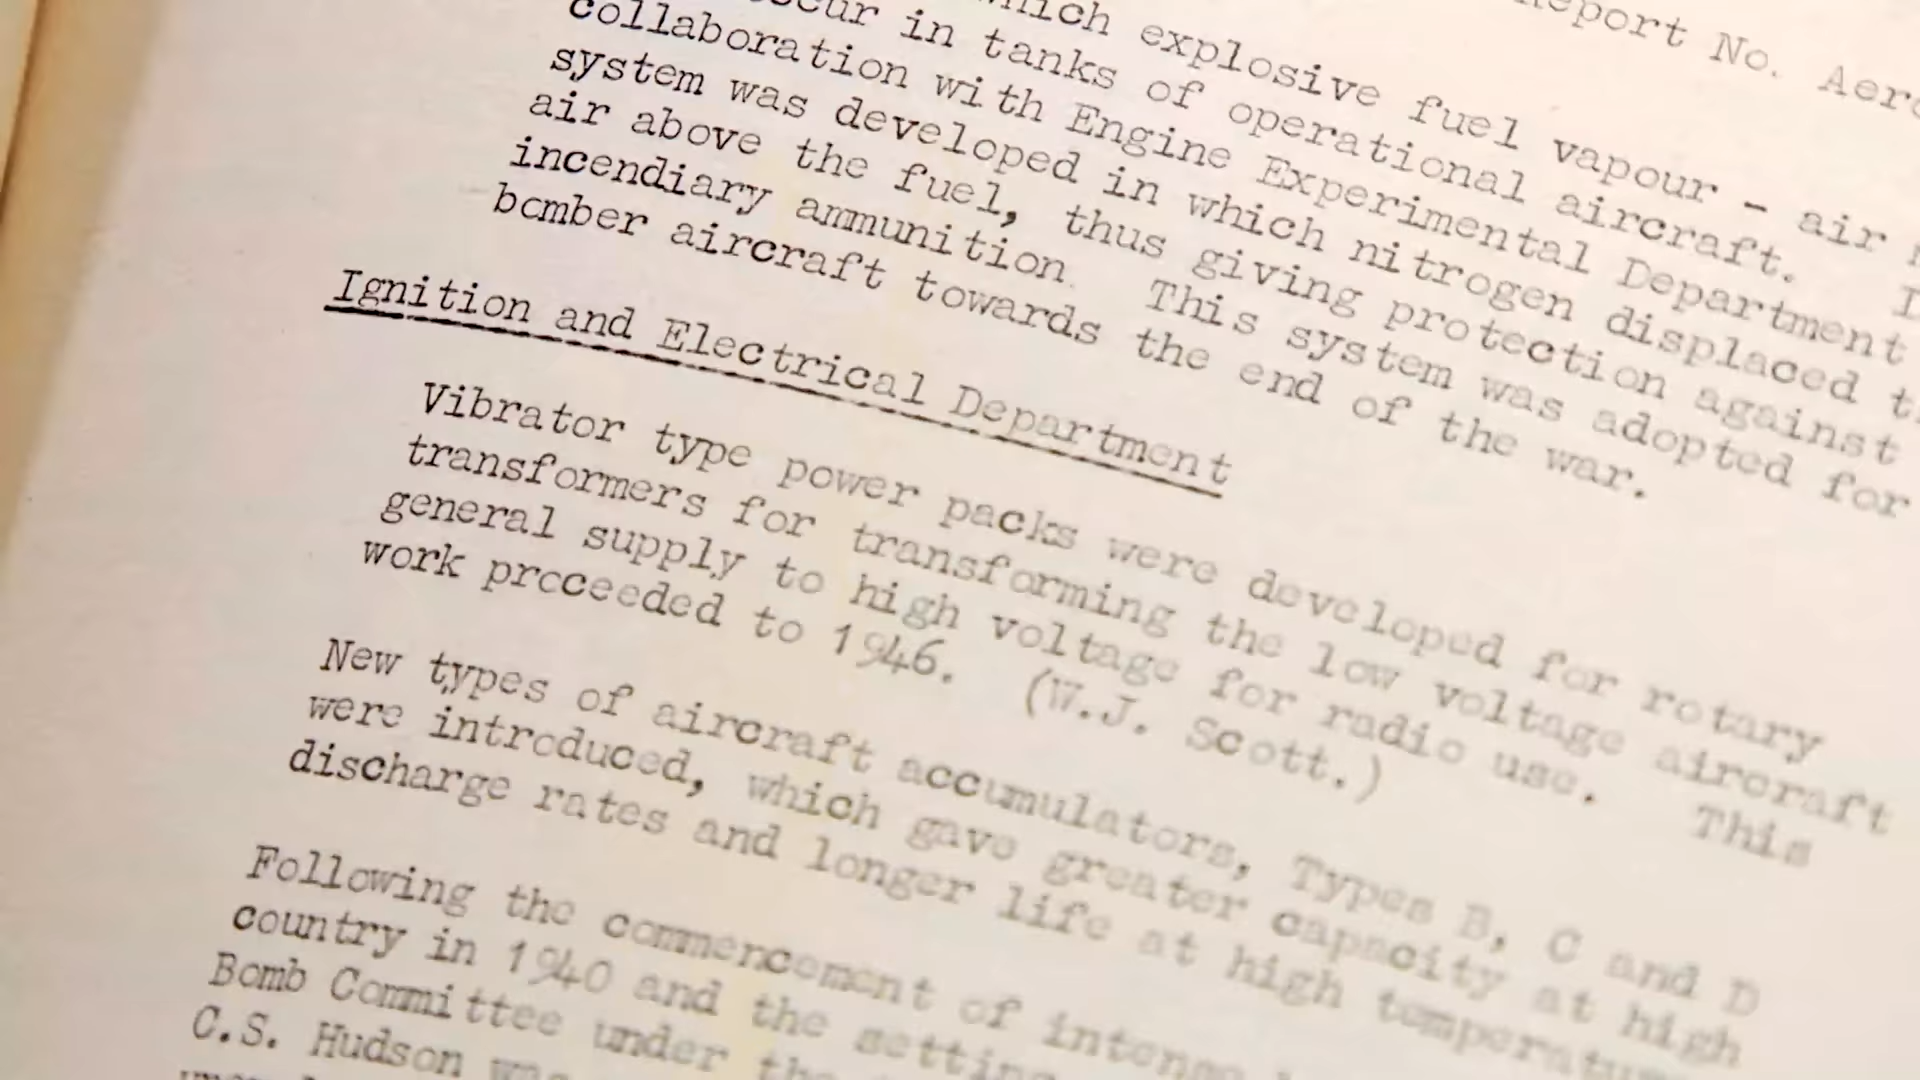 Report No. Aero
which explosive fuel vapour - air
occur in tanks of operational aircraft.
collaboration with Engine Experimental Department
system was developed in which nitrogen displaced
air above the fuel, thus giving protection against
incendiary ammunition. This system was adopted for
bomber aircraft towards the end of the war.
Ignition and Electrical Department
Vibrator type power packs were developed for rotary
transformers for transforming the low voltage aircraft
general supply to high voltage for radio use. This
work proceeded to 1946. (W.J. Scott.)
New types of aircraft accumulators, Types B, C and D
were introduced, which gave greater capacity at high
discharge rates and longer life at high temperatu
Following the commencement of intense
country in 1940 and the setting
Bomb Committee under the
C.S. Hudson was